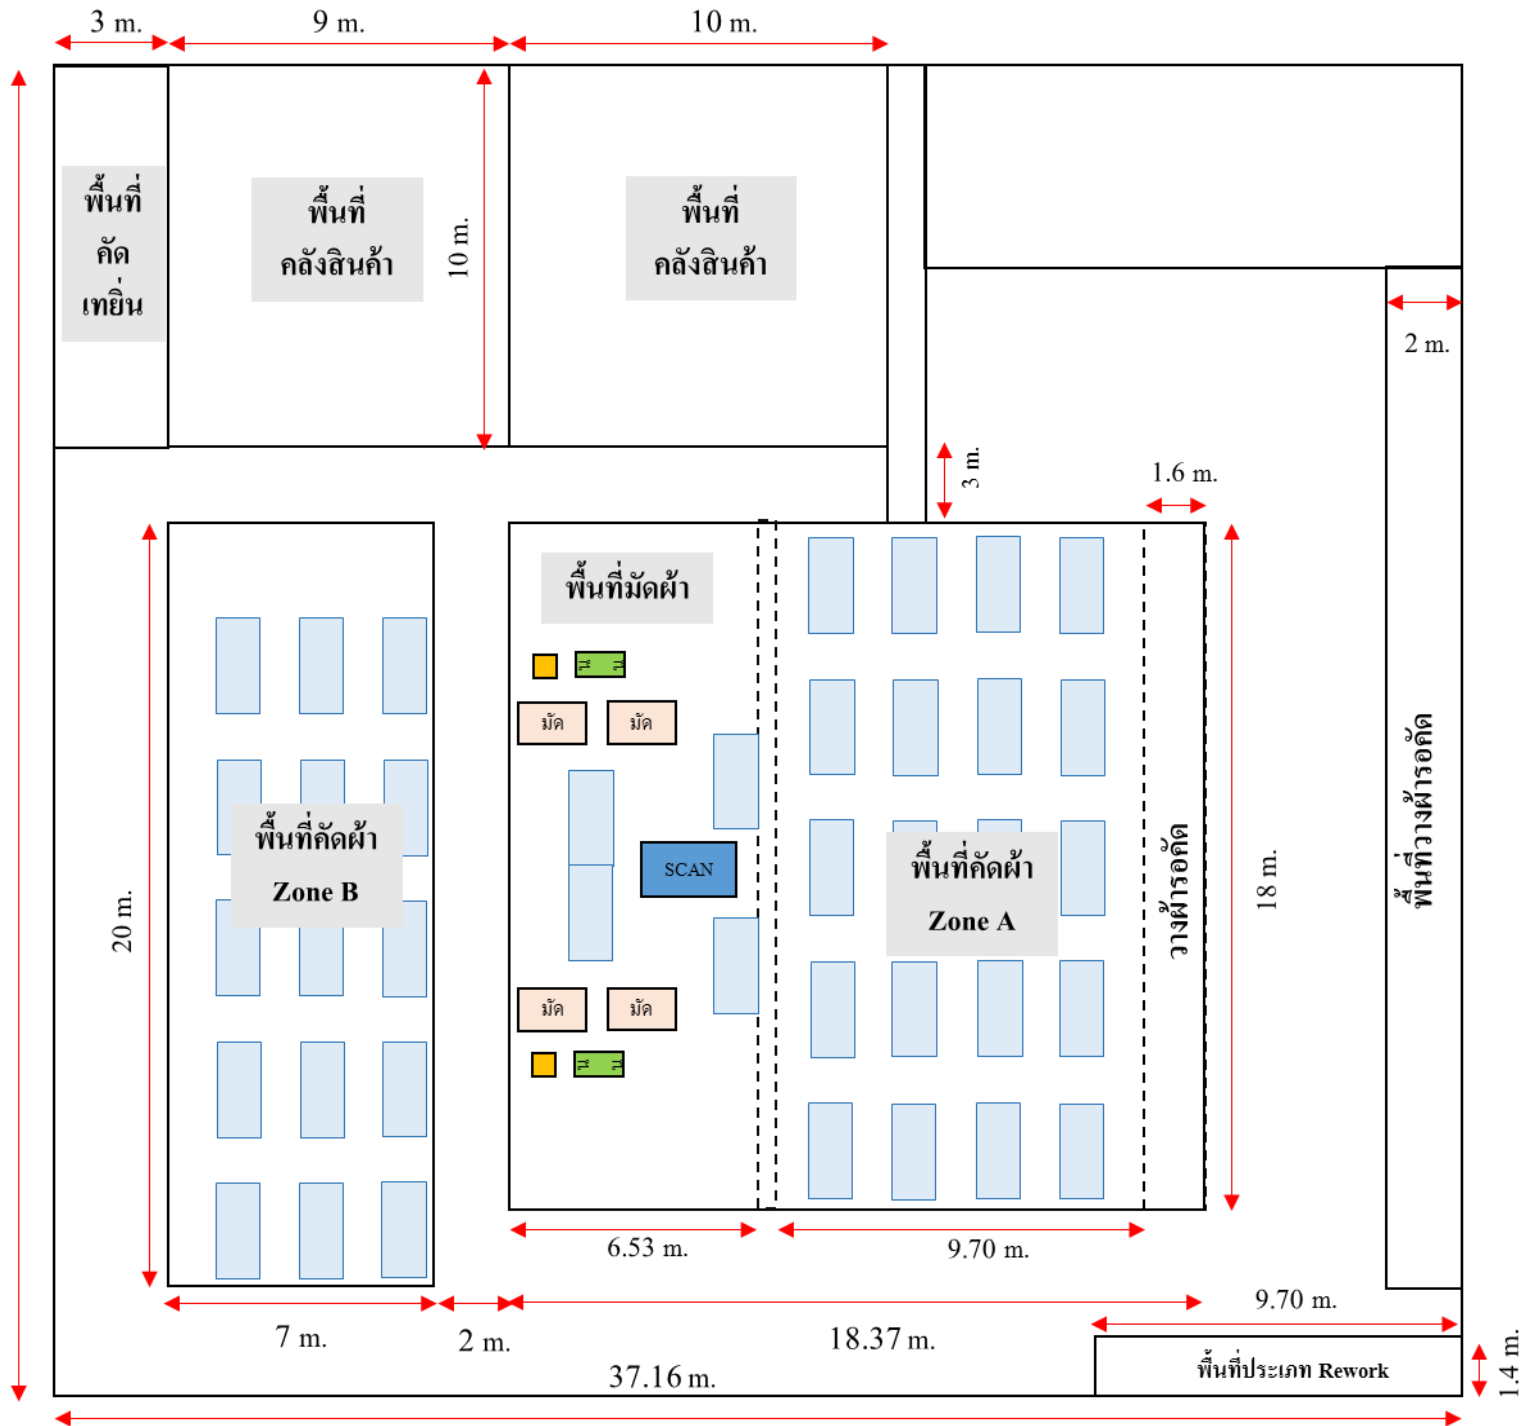 3 m.
9 m.
10 m.
พื้นที่
คัด
เทยิ่น
พื้นที่
คลังสินค้า
10 m.
พื้นที่
คลังสินค้า
2 m.
3 m.
1.6 m.
พื้นที่มัดผ้า
มัด
มัด
SCAN
มัด
มัด
พื้นที่คัดผ้า
Zone B
20 m.
พื้นที่คัดผ้า
Zone A
วางผ้ารอคัด
18 m.
พื้นที่วางผ้ารอคัด
6.53 m.
9.70 m.
7 m.
2 m.
18.37 m.
9.70 m.
37.16 m.
พื้นที่ประเภท Rework
1.4 m.